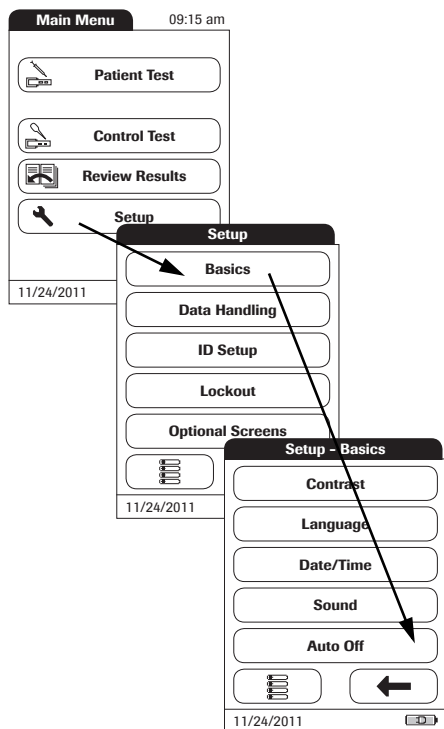 Main Menu 09:15 am
Patient Test
Control Test
Review Results
Setup
11/24/2011
Setup
Basics
Data Handling
ID Setup
Lockout
Optional Screens
11/24/2011
Setup - Basics
Contrast
Language
Date/Time
Sound
Auto Off
11/24/2011